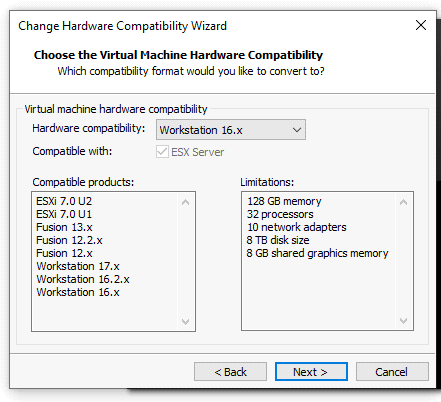 Change Hardware Compatibility Wizard
Choose the Virtual Machine Hardware Compatibility
Which compatibility format would you like to convert to?
Virtual machine hardware compatibility
Hardware compatibility: Workstation 16.x
Compatible with: ESX Server
Compatible products:
ESXi 7.0 U2
ESXi 7.0 U1
Fusion 13.x
Fusion 12.2.x
Fusion 12.x
Workstation 17.x
Workstation 16.2.x
Workstation 16.x
Limitations:
128 GB memory
32 processors
10 network adapters
8 TB disk size
8 GB shared graphics memory
< Back Next > Cancel